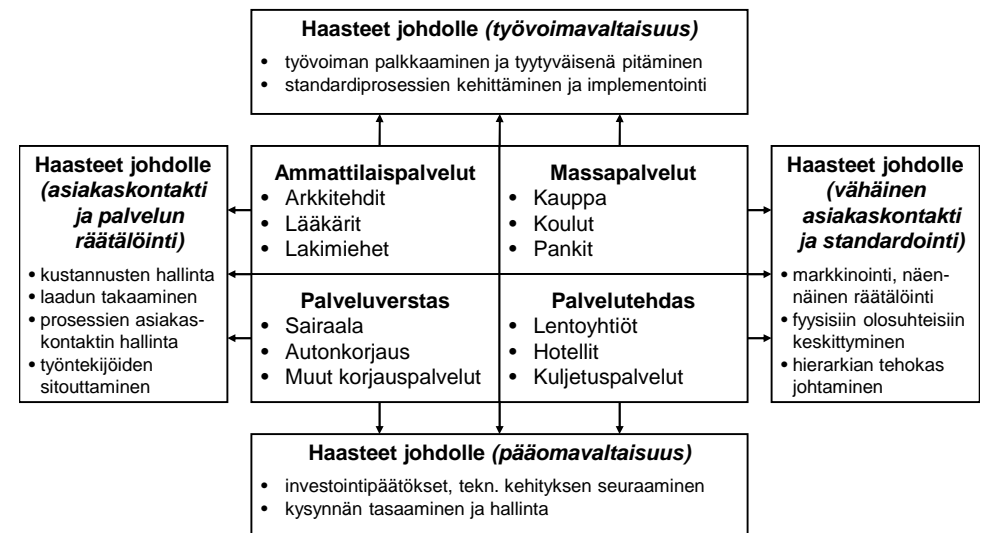 Haasteet johdolle (työvoimavaltaisuus)
• työvoiman palkkaaminen ja tyytyväisenä pitäminen
• standardiprosessien kehittäminen ja implementointi
Haasteet johdolle
(asiakaskontakti
ja palvelun
räätälöinti)
• kustannusten hallinta
• laadun takaaminen
• prosessien asiakas-
kontaktin hallinta
• työntekijöiden
sitouttaminen
Ammattilaispalvelut
• Arkkitehdit
• Lääkärit
• Lakimiehet
Massapalvelut
• Kauppa
• Koulut
• Pankit
Palveluverstas
• Sairaala
• Autonkorjaus
• Muut korjauspalvelut
Palvelutehdas
• Lentoyhtiöt
• Hotellit
• Kuljetuspalvelut
Haasteet johdolle
(vähäinen
asiakaskontakti
ja standardointi)
• markkinointi, näen-
näinen räätälöinti
• fyysisiin olosuhteisiin
keskittyminen
• hierarkian tehokas
johtaminen
Haasteet johdolle (pääomavaltaisuus)
• investointipäätökset, tekn. kehityksen seuraaminen
• kysynnän tasaaminen ja hallinta